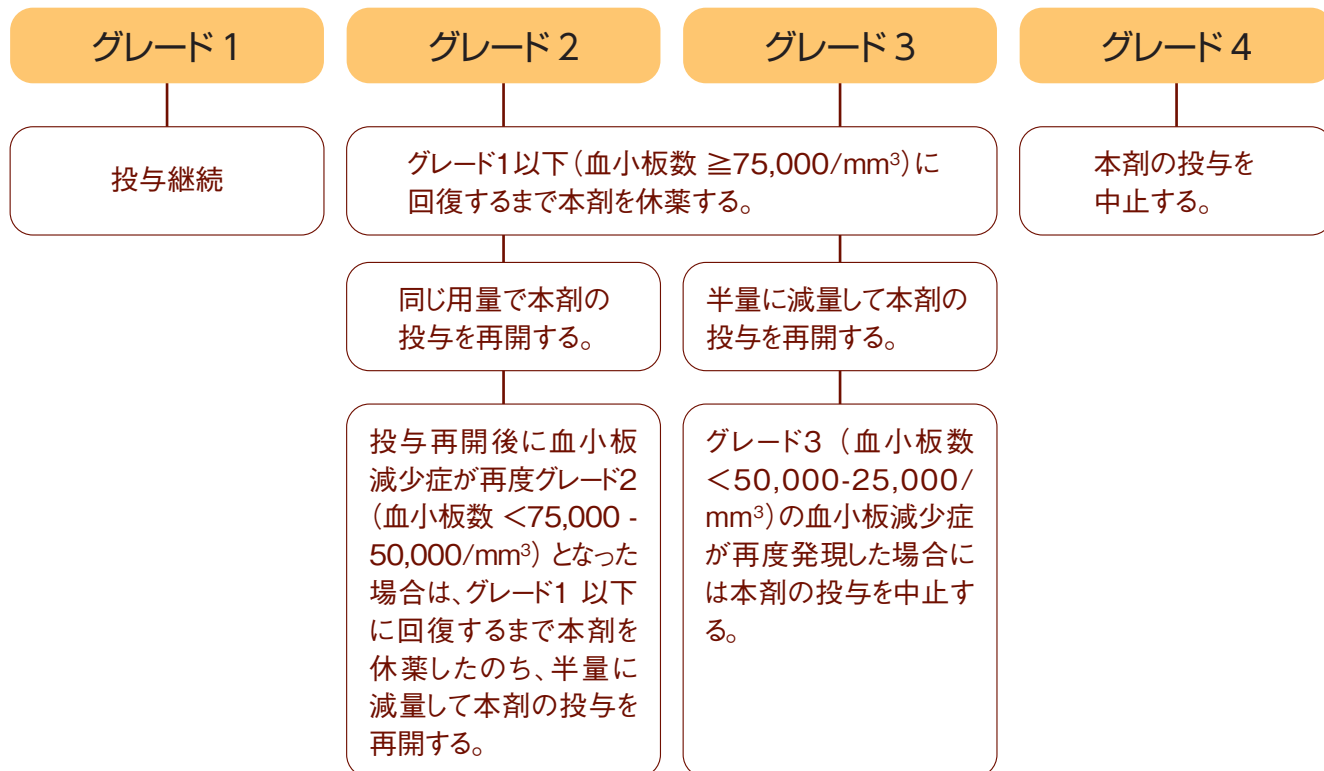 グレード1
グレード2
グレード3
グレード4
投与継続
グレード1以下(血小板数 ≧75,000/mm³)に
回復するまで本剤を休薬する。
本剤の投与を
中止する。
同じ用量で本剤の
投与を再開する。
半量に減量して本剤の
投与を再開する。
投与再開後に血小板
減少症が再度グレード2
(血小板数 <75,000 -
50,000/mm³) となった
場合は、グレード1 以下
に回復するまで本剤を
休薬したのち、半量に
減量して本剤の投与を
再開する。
グレード3 (血小板数
<50,000-25,000/
mm³)の血小板減少症
が再度発現した場合に
は本剤の投与を中止す
る。